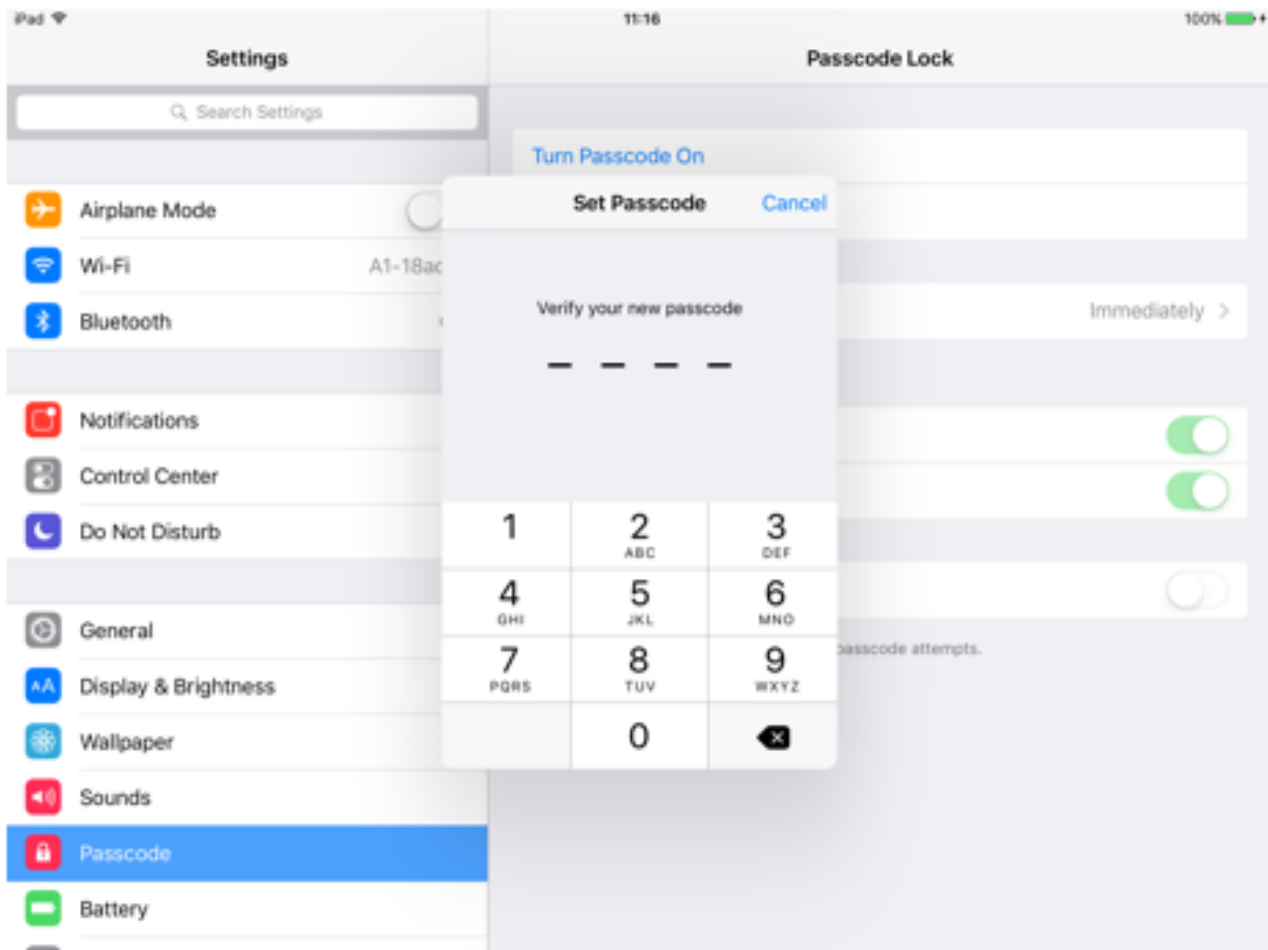 iPad 11:16 100%
Settings
Passcode Lock
Search Settings
Turn Passcode On
Set Passcode Cancel
Airplane Mode
Wi-Fi A1-18ac
Bluetooth
Verify your new passcode
Immediately
Notifications
Control Center
Do Not Disturb
1
2
ABC
3
DEF
4
GHI
5
JKL
6
MNO
7
PQRS
8
TUV
9
WXYZ
0
passcode attempts.
General
AA Display & Brightness
Wallpaper
Sounds
Passcode
Battery